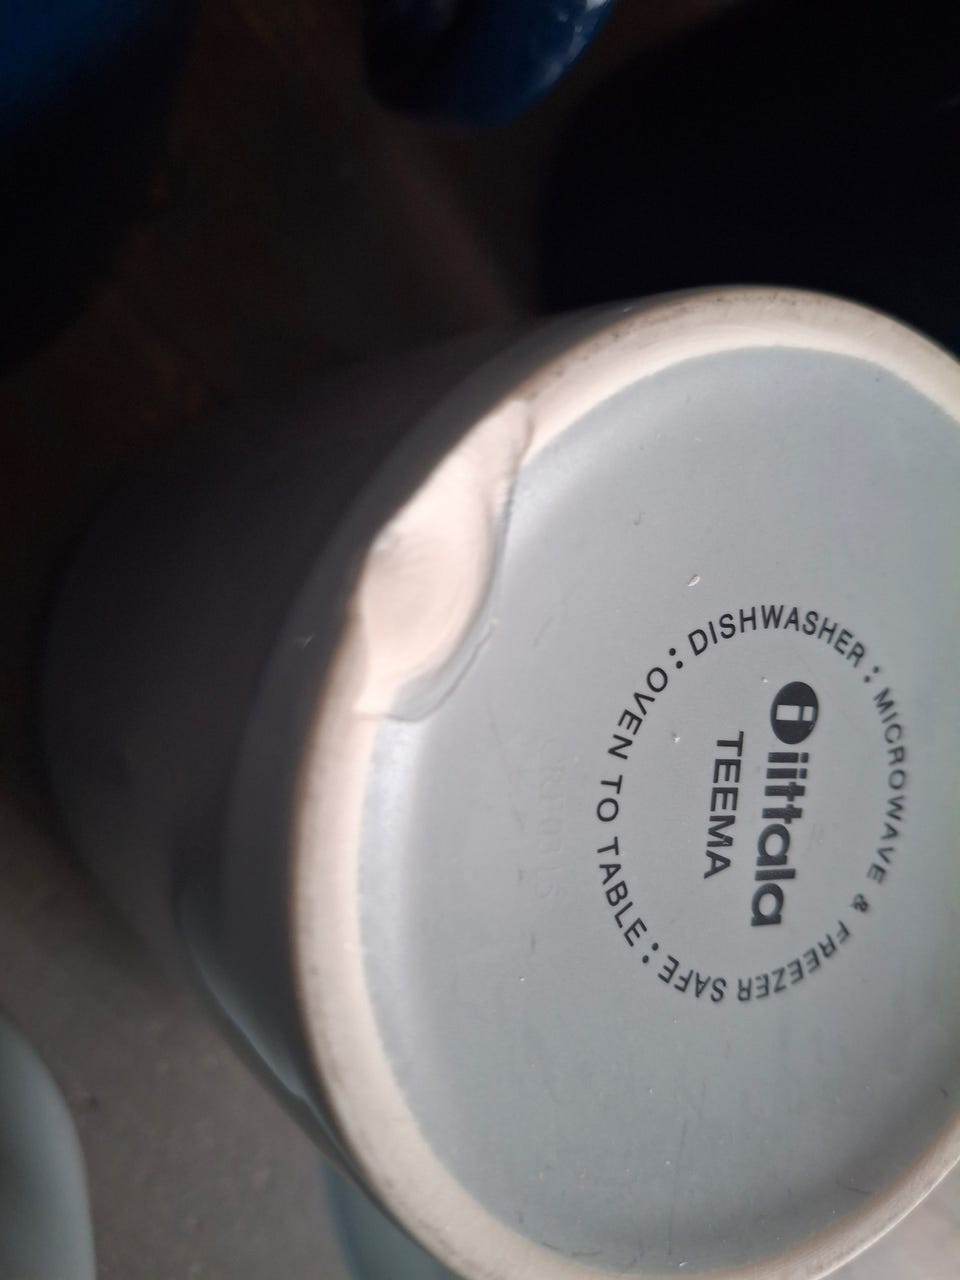 iittala
TEEMA
OVEN TO TABLE : DISHWASHER : MICROWAVE & FREEZER SAFE :